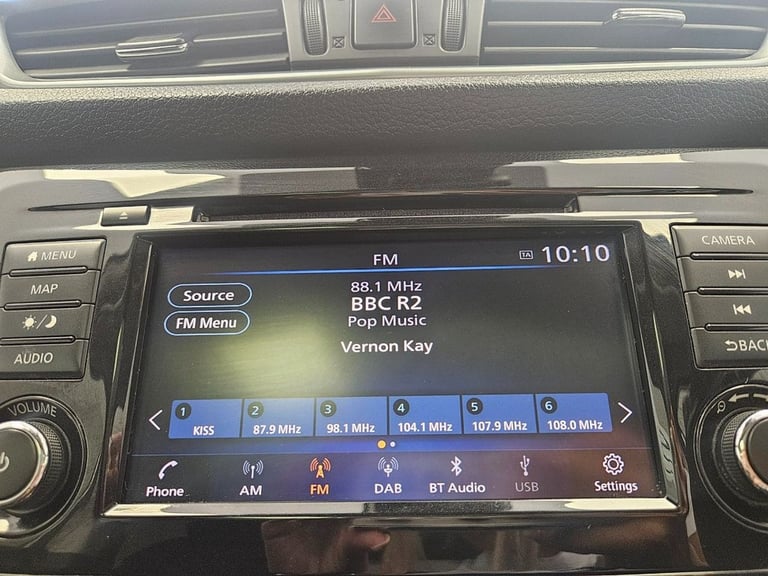 MENU
MAP
AUDIO
VOLUME
FM
TA
10:10
Source
FM Menu
88.1 MHz
BBC R2
Pop Music
Vernon Kay
1
KISS
2
87.9 MHz
3
98.1 MHz
4
104.1 MHz
5
107.9 MHz
6
108.0 MHz
Phone
AM
FM
DAB
BT Audio
USB
Settings
CAMERA
BACK